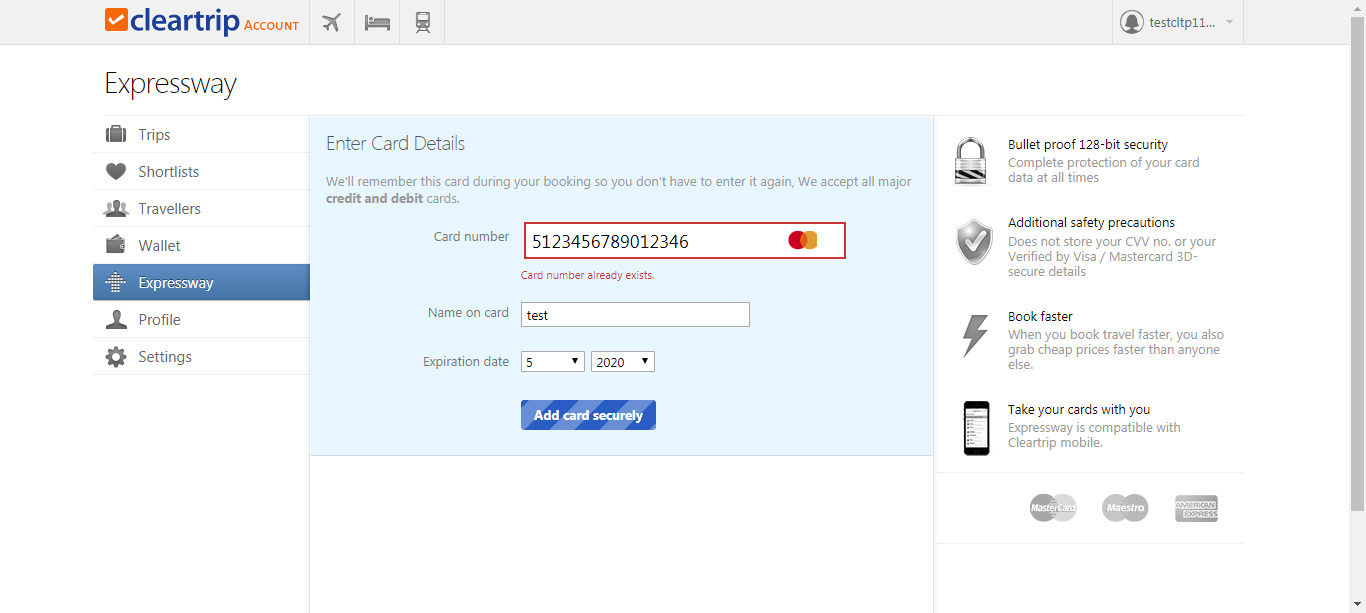 cleartrip ACCOUNT
testcltp11...
Expressway
Trips
Shortlists
Travellers
Wallet
Expressway
Profile
Settings
Enter Card Details
We'll remember this card during your booking so you don't have to enter it again, We accept all major
credit and debit cards.
Card number
5123456789012346
Card number already exists.
Name on card
test
Expiration date
5
2020
Add card securely
Bullet proof 128-bit security
Complete protection of your card
data at all times
Additional safety precautions
Does not store your CVV no. or your
Verified by Visa / Mastercard 3D-
secure details
Book faster
When you book travel faster, you also
grab cheap prices faster than anyone
else.
Take your cards with you
Expressway is compatible with
Cleartrip mobile.
MasterCard
Maestro
AMERICAN
EXPRESS